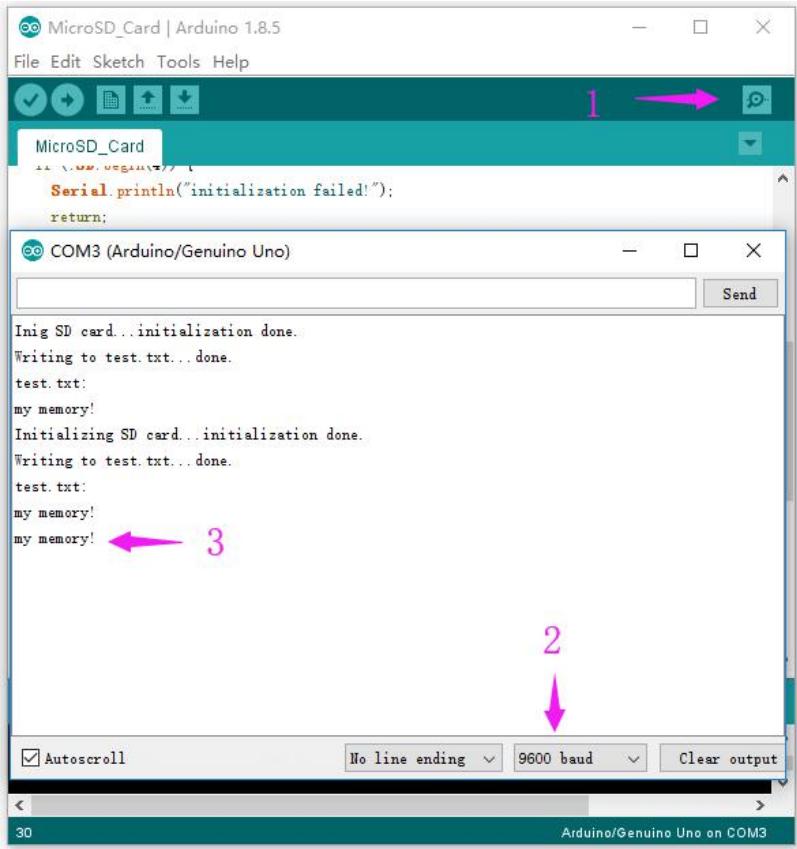 MicroSD_Card | Arduino 1.8.5
File Edit Sketch Tools Help
1
MicroSD_Card
Serial.println("initialization failed!");
return;
COM3 (Arduino/Genuino Uno)
Send
Inig SD card...initialization done.
Writing to test.txt...done.
test.txt:
my memory!
Initializing SD card...initialization done.
Writing to test.txt...done.
test.txt:
my memory!
my memory! 3
2
Autoscroll No line ending 9600 baud Clear output
30 Arduino/Genuino Uno on COM3